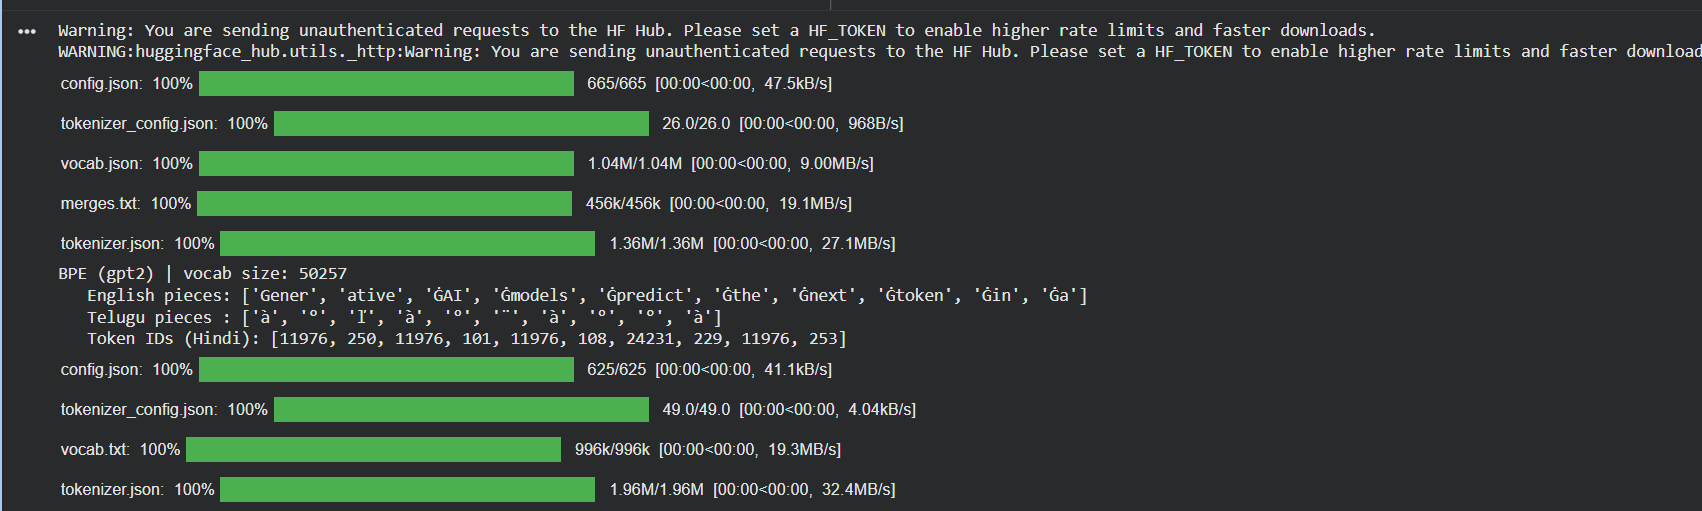 Warning: You are sending unauthenticated requests to the HF Hub. Please set a HF_TOKEN to enable higher rate limits and faster downloads.
WARNING:huggingface_hub.utils._http:Warning: You are sending unauthenticated requests to the HF Hub. Please set a HF_TOKEN to enable higher rate limits and faster download
config.json: 100% 665/665 [00:00<00:00, 47.5kB/s]
tokenizer_config.json: 100% 26.0/26.0 [00:00<00:00, 968B/s]
vocab.json: 100% 1.04M/1.04M [00:00<00:00, 9.00MB/s]
merges.txt: 100% 456k/456k [00:00<00:00, 19.1MB/s]
tokenizer.json: 100% 1.36M/1.36M [00:00<00:00, 27.1MB/s]
BPE (gpt2) | vocab size: 50257
English pieces: ['Gener', 'ative', 'ĠAI', 'Ġmodels', 'Ġpredict', 'Ġthe', 'Ġnext', 'Ġtoken', 'Ġin', 'Ġa']
Telugu pieces : ['à', 'º', 'ľ', 'à', 'º', '¨', 'à', 'º', 'º', 'à']
Token IDs (Hindi): [11976, 250, 11976, 101, 11976, 108, 24231, 229, 11976, 253]
config.json: 100% 625/625 [00:00<00:00, 41.1kB/s]
tokenizer_config.json: 100% 49.0/49.0 [00:00<00:00, 4.04kB/s]
vocab.txt: 100% 996k/996k [00:00<00:00, 19.3MB/s]
tokenizer.json: 100% 1.96M/1.96M [00:00<00:00, 32.4MB/s]